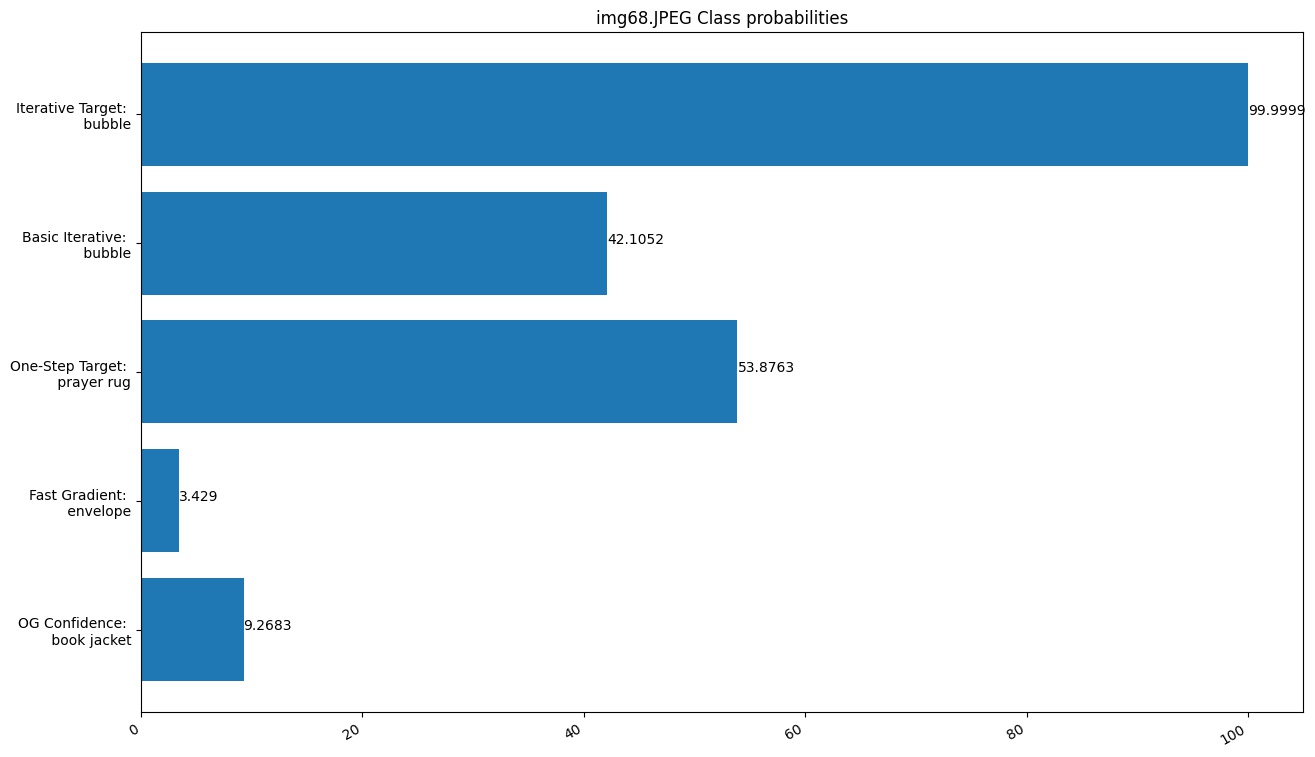 img68.JPEG Class probabilities
Iterative Target:
bubble
99.9999
Basic Iterative:
bubble
42.1052
One-Step Target:
prayer rug
53.8763
Fast Gradient:
envelope
3.429
OG Confidence:
book jacket
9.2683
0
20
40
60
80
100